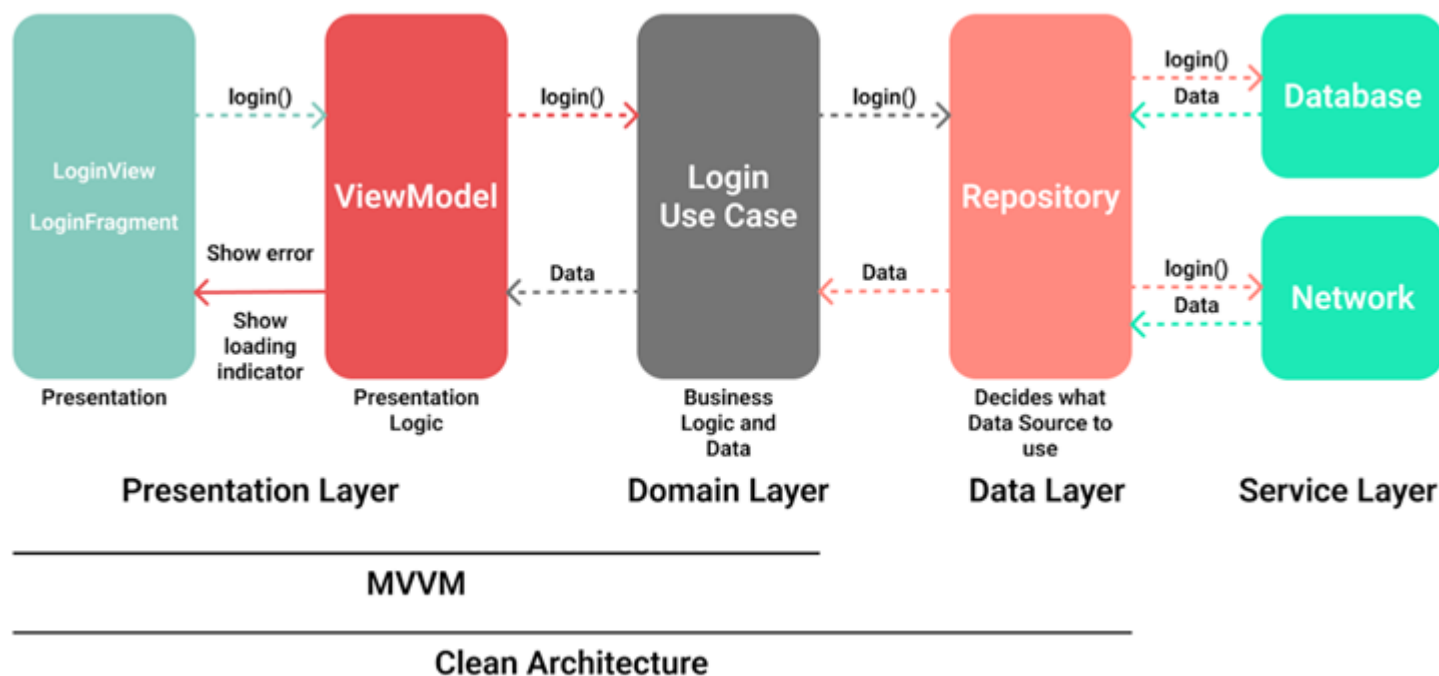 login()
login()
login()
login()
Data
Database
LoginView
LoginFragment
ViewModel
Login
Use Case
Repository
Show error
Show
loading
indicator
Data
Data
login()
Data
Network
Presentation
Presentation
Logic
Business
Logic and
Data
Decides what
Data Source to
use
Presentation Layer
Domain Layer
Data Layer
Service Layer
MVVM
Clean Architecture